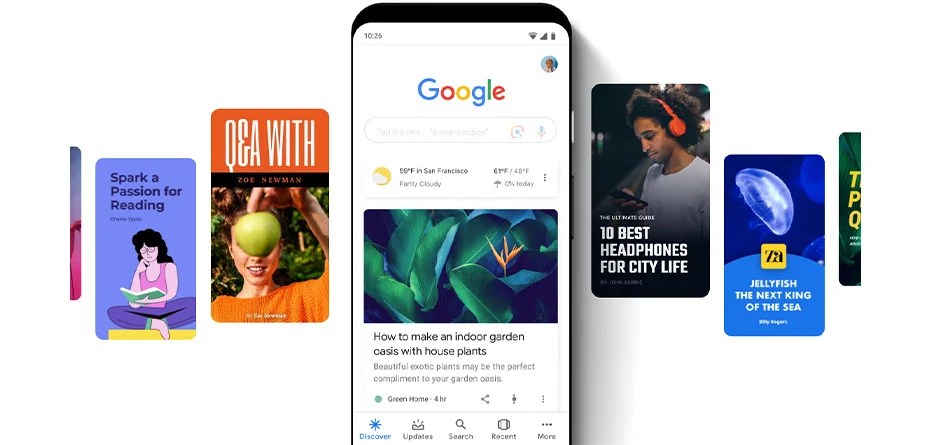 Spark a
Passion for
Reading
Charlie Taylor
Q&A WITH
ZOE NEWMAN
By Zoe Newman
10:26
Google
Tap the mic, "dinner recipes"
59°F in San Francisco
Partly Cloudy
61°F / 48°F
0% today
How to make an indoor garden
oasis with house plants
Beautiful exotic plants may be the perfect
compliment to your garden oasis.
Green Home · 4 hr
Discover
Updates
Search
Recent
More
THE ULTIMATE GUIDE
10 BEST
HEADPHONES
FOR CITY LIFE
Za
JELLYFISH
THE NEXT KING
OF THE SEA
Billy Rogers